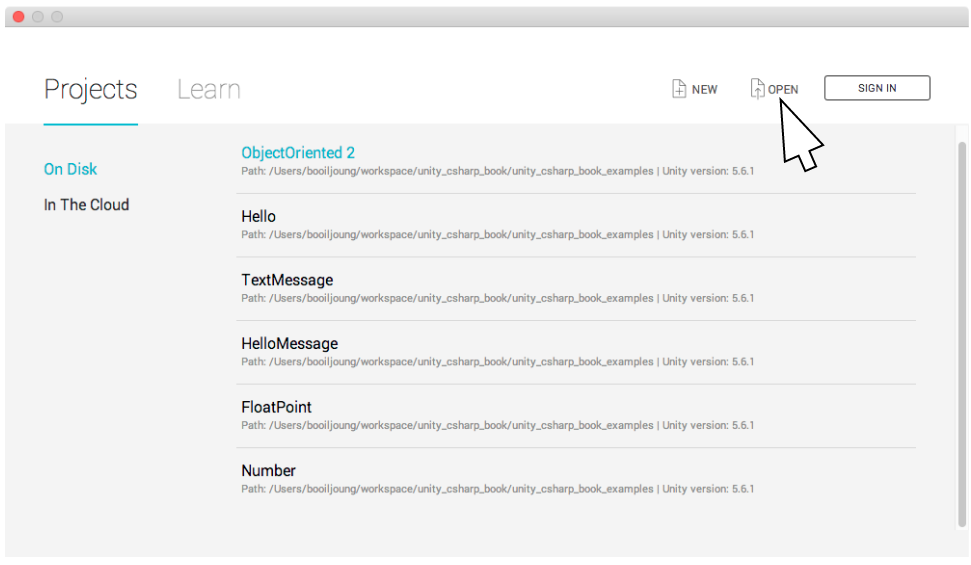 Projects Learn NEW OPEN SIGN IN
On Disk
In The Cloud
ObjectOriented 2
Path: /Users/booiljoung/workspace/unity_csharp_book/unity_csharp_book_examples | Unity version: 5.6.1
Hello
Path: /Users/booiljoung/workspace/unity_csharp_book/unity_csharp_book_examples | Unity version: 5.6.1
TextMessage
Path: /Users/booiljoung/workspace/unity_csharp_book/unity_csharp_book_examples | Unity version: 5.6.1
HelloMessage
Path: /Users/booiljoung/workspace/unity_csharp_book/unity_csharp_book_examples | Unity version: 5.6.1
FloatPoint
Path: /Users/booiljoung/workspace/unity_csharp_book/unity_csharp_book_examples | Unity version: 5.6.1
Number
Path: /Users/booiljoung/workspace/unity_csharp_book/unity_csharp_book_examples | Unity version: 5.6.1